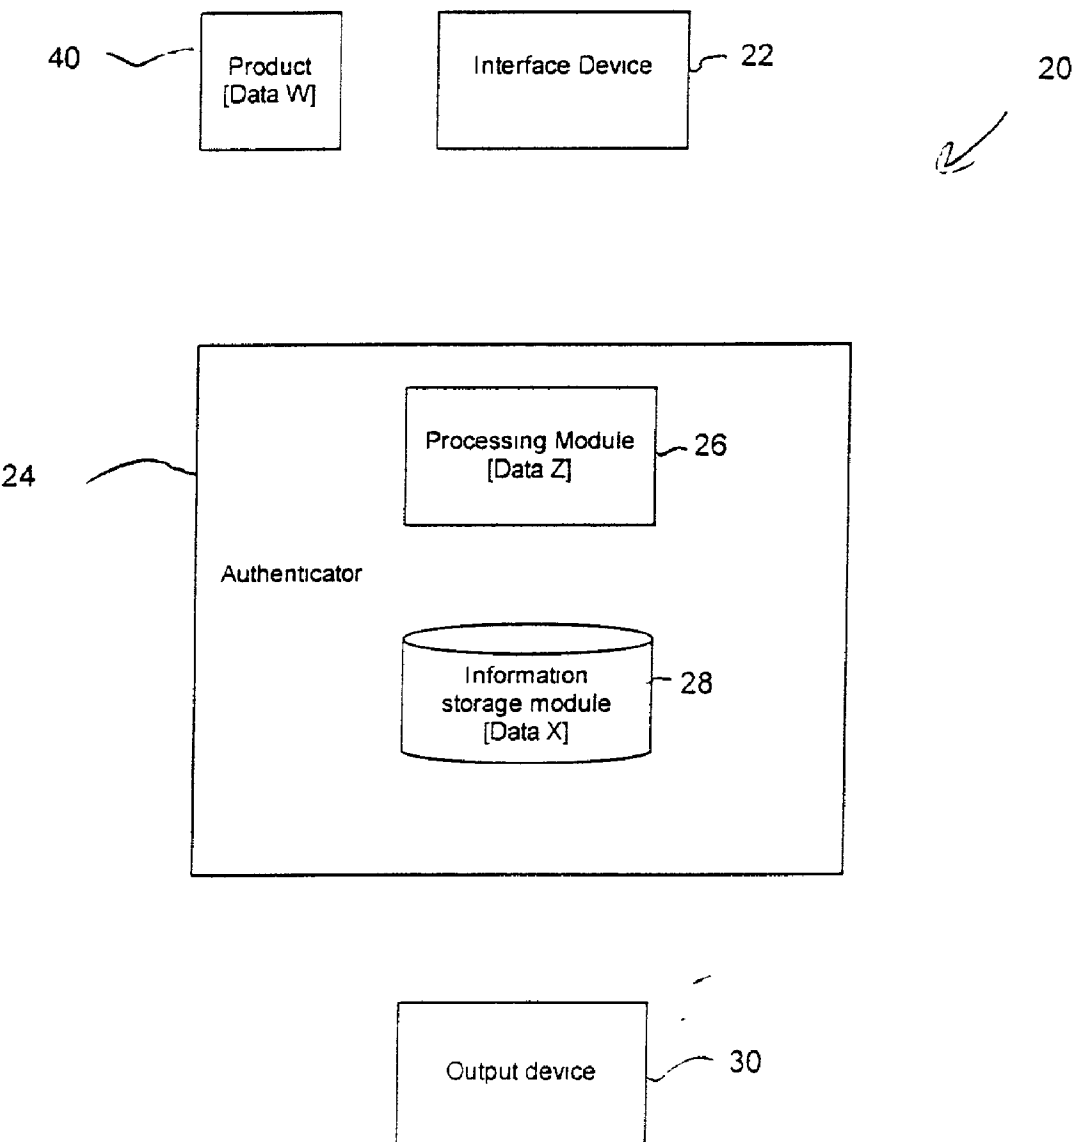 40
Product
[Data W]
Interface Device
22
20
24
Processing Module
[Data Z]
26
Authenticator
Information
storage module
[Data X]
28
Output device
30